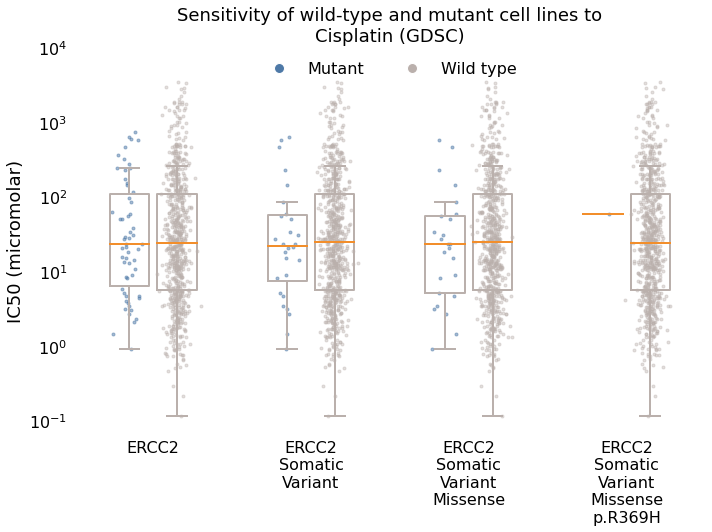 Sensitivity of wild-type and mutant cell lines to
Cisplatin (GDSC)
Mutant
Wild type
IC50 (micromolar)
10⁴
10³
10²
10¹
10⁰
10⁻¹
ERCC2
ERCC2
Somatic
Variant
ERCC2
Somatic
Variant
Missense
ERCC2
Somatic
Variant
Missense
p.R369H